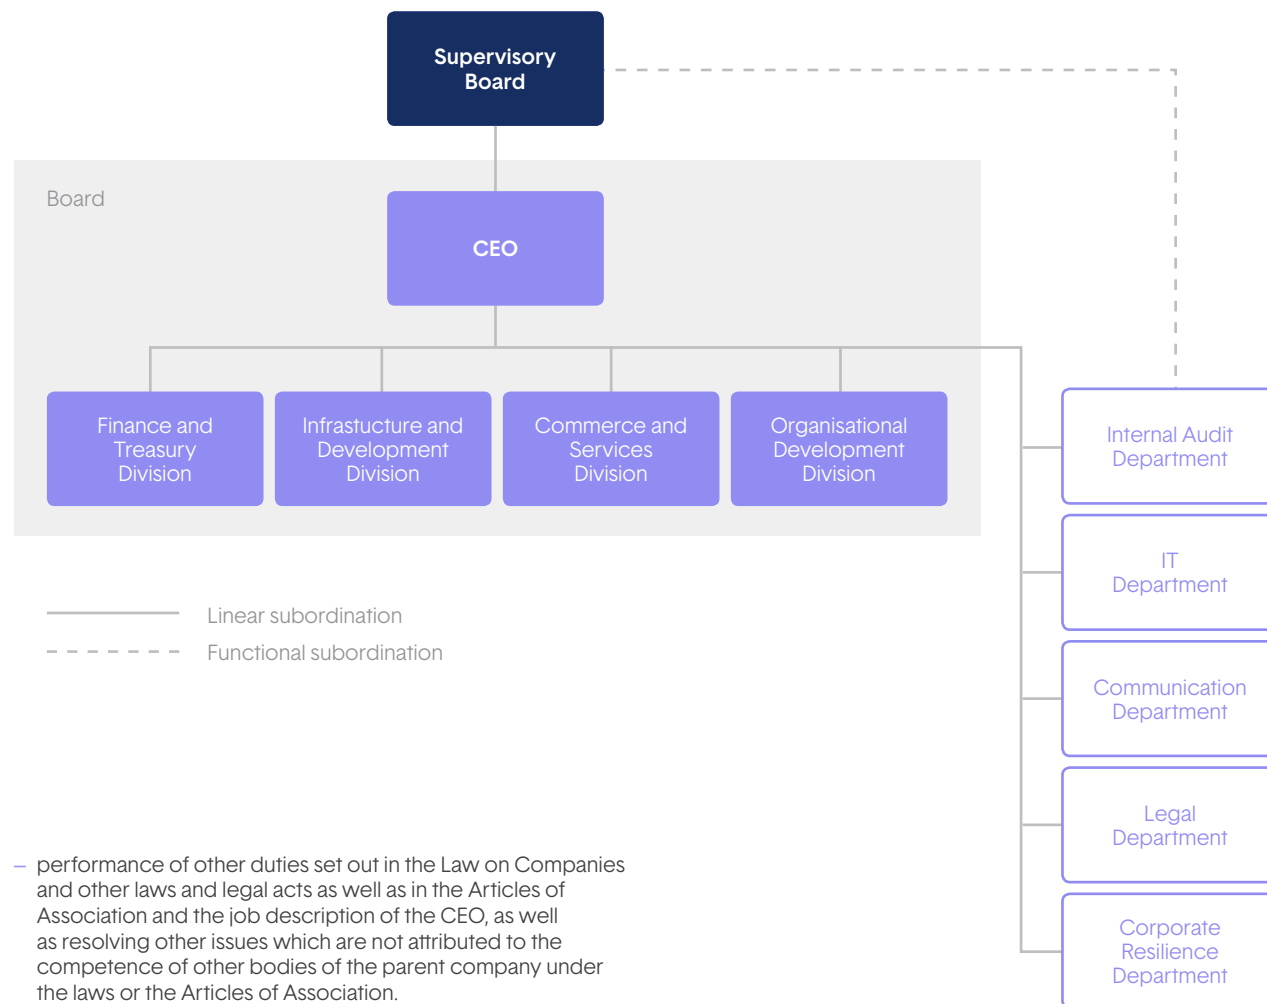 Supervisory
Board
Board
CEO
Finance and
Treasury
Division
Infrastucture and
Development
Division
Commerce and
Services
Division
Organisational
Development
Division
Internal Audit
Department
IT
Department
Communication
Department
Legal
Department
Corporate
Resilience
Department
Linear subordination
Functional subordination
– performance of other duties set out in the Law on Companies
and other laws and legal acts as well as in the Articles of
Association and the job description of the CEO, as well
as resolving other issues which are not attributed to the
competence of other bodies of the parent company under
the laws or the Articles of Association.